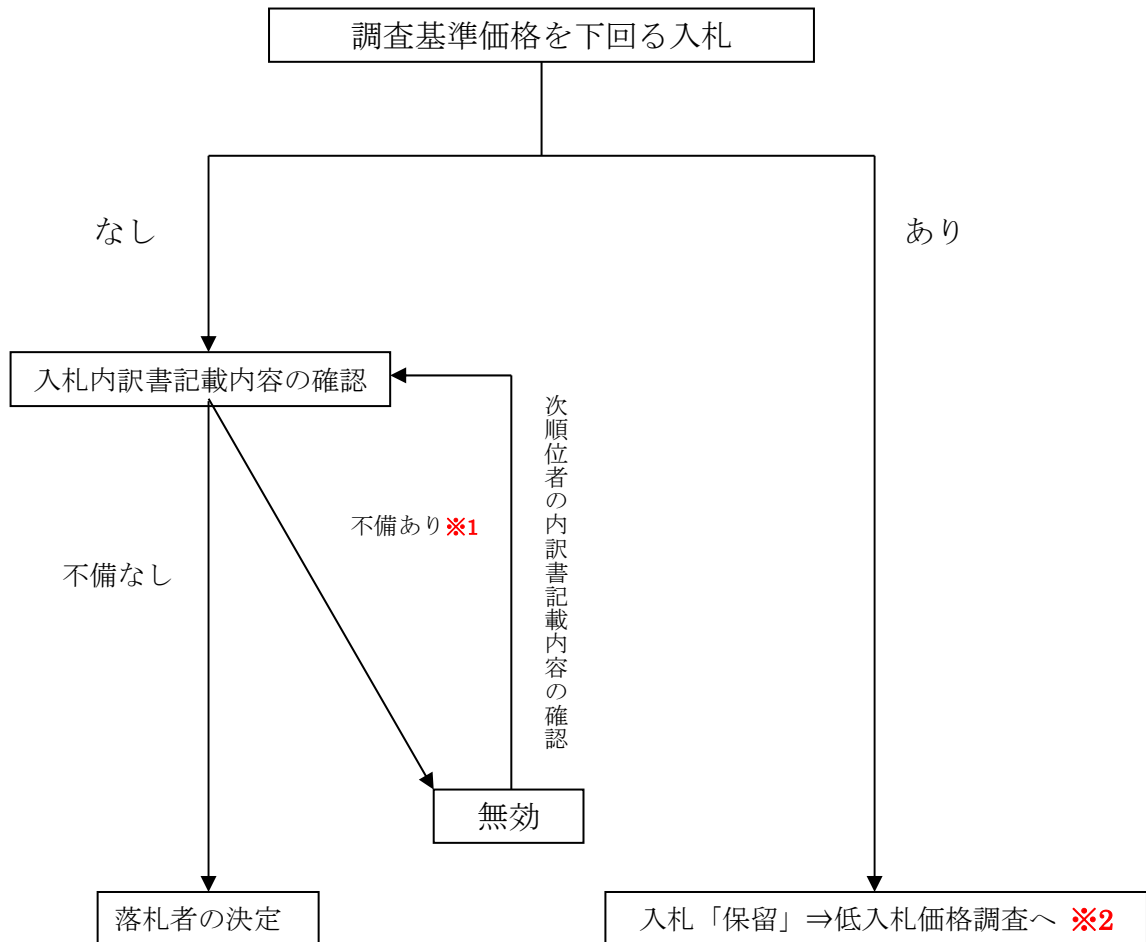 調査基準価格を下回る入札
なし
あり
入札内訳書記載内容の確認
次順位者の内訳書記載内容の確認
不備あり※1
不備なし
無効
落札者の決定
入札「保留」⇒低入札価格調査へ ※2